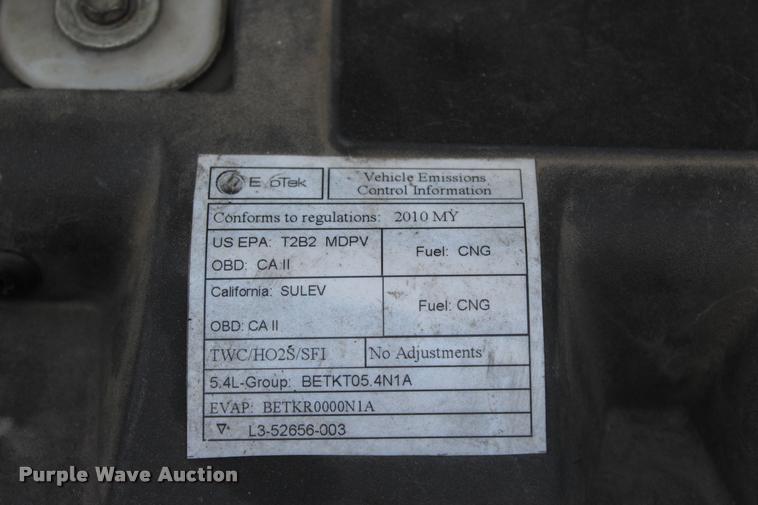 Vehicle Emissions
Control Information
Conforms to regulations: 2010 MY
US EPA: T2B2 MDPV
OBD: CA II
Fuel: CNG
California: SULEV
OBD: CA II
Fuel: CNG
TWC/HO2S/SFI
No Adjustments
5.4L-Group: BETKT05.4N1A
EVAP: BETKR0000N1A
L3-52656-003
Purple Wave Auction®